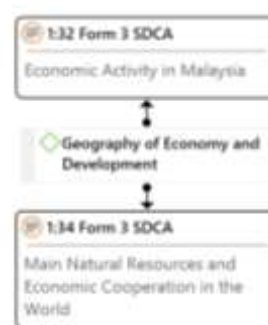 1:32 Form 3 SDCA
Economic Activity in Malaysia
Geography of Economy and
Development
1:34 Form 3 SDCA
Main Natural Resources and
Economic Cooperation in the
World